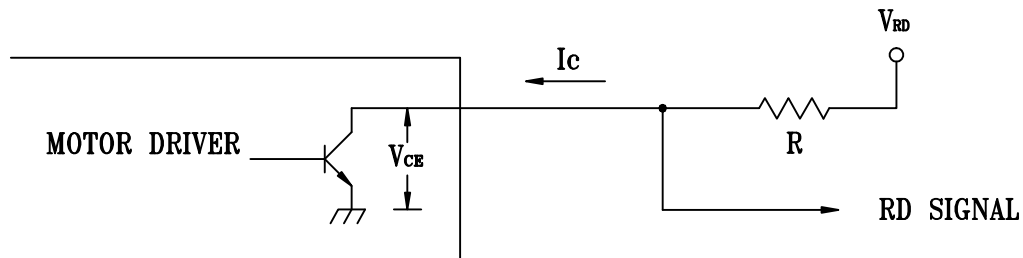 VRD
Ic
MOTOR DRIVER
VCE
R
RD SIGNAL